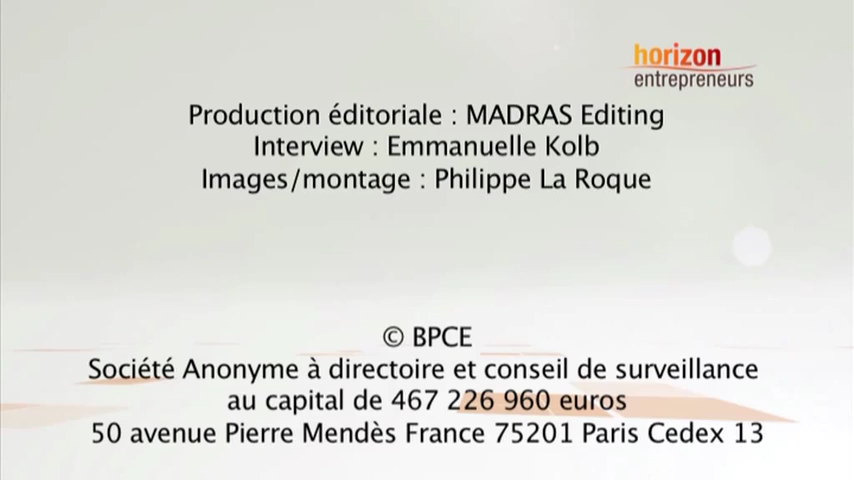 horizon
entrepreneurs
Production éditoriale : MADRAS Editing
Interview : Emmanuelle Kolb
Images/montage : Philippe La Roque
© BPCE
Société Anonyme à directoire et conseil de surveillance
au capital de 467 226 960 euros
50 avenue Pierre Mendès France 75201 Paris Cedex 13